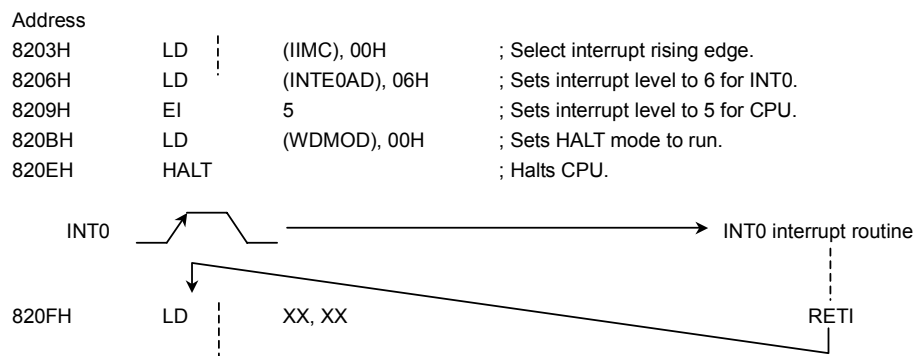 Address
8203H LD (IIMC), 00H ; Select interrupt rising edge.
8206H LD (INTE0AD), 06H ; Sets interrupt level to 6 for INT0.
8209H EI 5 ; Sets interrupt level to 5 for CPU.
820BH LD (WDMOD), 00H ; Sets HALT mode to run.
820EH HALT ; Halts CPU.
INT0 INT0 interrupt routine
820FH LD XX, XX RETI